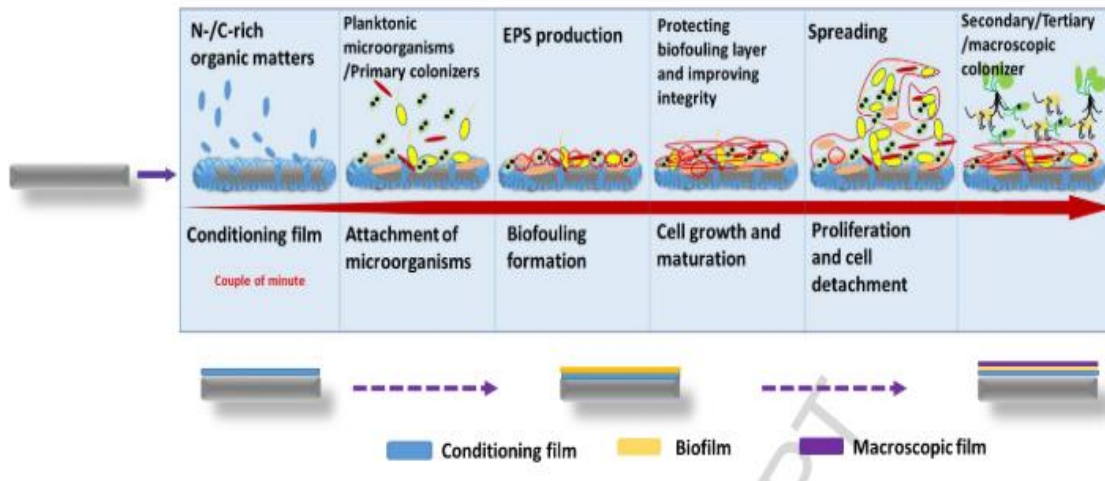 N-/C-rich
organic matters
Planktonic
microorganisms
/Primary colonizers
EPS production
Protecting
biofouling layer
and improving
integrity
Spreading
Secondary/Tertiary
/macroscopic
colonizer
Conditioning film
Couple of minute
Attachment of
microorganisms
Biofouling
formation
Cell growth and
maturation
Proliferation
and cell
detachment
Conditioning film
Biofilm
Macroscopic film
PT